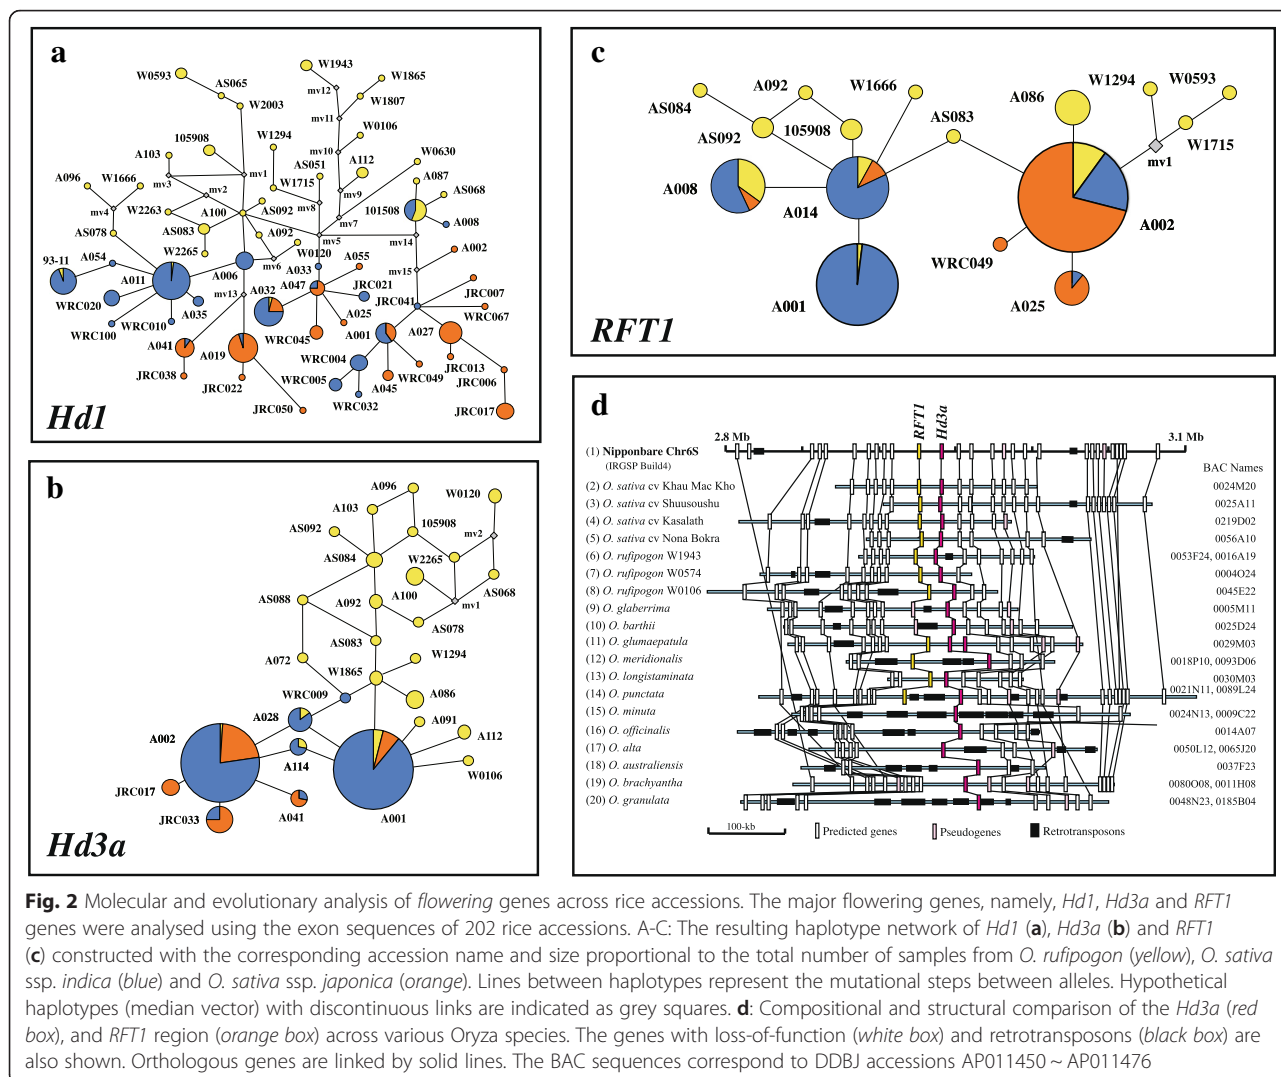 a
W1943
W0593
W1865
AS065
mv12
W1807
W2003
mv11
W0106
105908
W1294
mv10
A103
AS051
A112
W0630
mv3
mv1
A087
A096
W1666
mv2
W1715
mv9
AS068
mv4
W2263
A100
AS092
mv8
101508
A008
mv7
AS078
AS083
A092
mv5
mv14
A054
W2265
W0120
A002
93-11
A011
A006
mv6
A033
A055
mv15
mv13
A032
A047
JRC021
JRC041
JRC007
WRC020
A035
A025
WRC067
WRC100
WRC010
WRC045
A001
A027
A041
A019
WRC004
WRC049
JRC013
JRC038
JRC022
WRC005
A045
JRC006
WRC032
JRC050
JRC017
Hd1
b
A096
W0120
A103
105908
AS092
mv2
AS084
W2265
A100
AS068
AS088
A092
mv1
AS078
AS083
A072
W1865
W1294
WRC009
A086
A028
A091
A002
A112
A114
W0106
JRC017
A041
JRC033
A001
Hd3a
c
A092
W1666
W1294
W0593
AS084
A086
AS083
AS092
105908
W1715
mv1
A008
A014
A002
WRC049
A001
A025
RFT1
d
RFT1
Hd3a
2.8 Mb
3.1 Mb
(1) Nipponbare Chr6S
(IRGSP Build4)
BAC Names
(2) O. sativa cv Khau Mac Kho
0024M20
(3) O. sativa cv Shuusoushu
0025A11
(4) O. sativa cv Kasalath
0219D02
(5) O. sativa cv Nona Bokra
0056A10
(6) O. rufipogon W1943
0053F24, 0016A19
(7) O. rufipogon W0574
0004O24
(8) O. rufipogon W0106
0045E22
(9) O. glaberrima
0005M11
(10) O. barthii
0025D24
(11) O. glumaepatula
0029M03
(12) O. meridionalis
0018P10, 0093D06
(13) O. longistaminata
0030M03
(14) O. punctata
0021N11, 0089L24
(15) O. minuta
0024N13, 0009C22
(16) O. officinalis
0014A07
(17) O. alta
0050L12, 0065J20
(18) O. australiensis
0037F23
(19) O. brachyantha
0080O08, 0011H08
(20) O. granulata
0048N23, 0185B04
100-kb
Predicted genes
Pseudogenes
Retrotransposons
Fig. 2 Molecular and evolutionary analysis of flowering genes across rice accessions. The major flowering genes, namely, Hd1, Hd3a and RFT1
genes were analysed using the exon sequences of 202 rice accessions. A-C: The resulting haplotype network of Hd1 (a), Hd3a (b) and RFT1
(c) constructed with the corresponding accession name and size proportional to the total number of samples from O. rufipogon (yellow), O. sativa
ssp. indica (blue) and O. sativa ssp. japonica (orange). Lines between haplotypes represent the mutational steps between alleles. Hypothetical
haplotypes (median vector) with discontinuous links are indicated as grey squares. d: Compositional and structural comparison of the Hd3a (red
box), and RFT1 region (orange box) across various Oryza species. The genes with loss-of-function (white box) and retrotransposons (black box) are
also shown. Orthologous genes are linked by solid lines. The BAC sequences correspond to DDBJ accessions AP011450 ~ AP011476